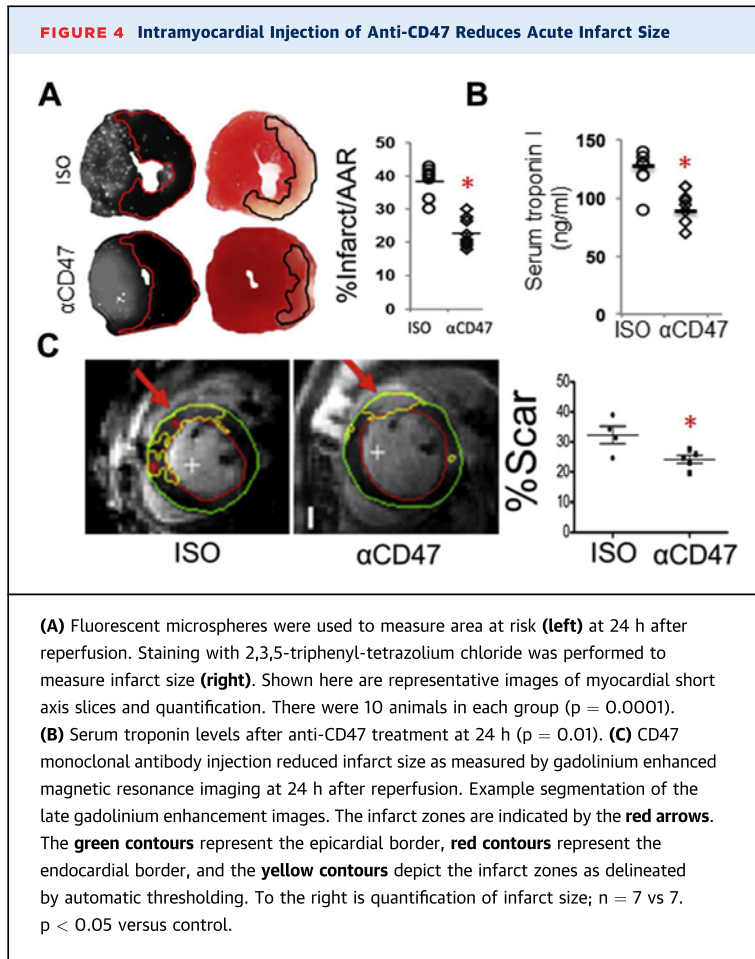 FIGURE 4 Intramyocardial Injection of Anti-CD47 Reduces Acute Infarct Size
A
ISO
αCD47
%Infarct/AAR
50
40
30
20
10
0
*
ISO αCD47
B
Serum troponin I
(ng/ml)
150
100
50
0
*
ISO αCD47
C
ISO
αCD47
%Scar
50
40
30
20
10
0
*
ISO αCD47
(A) Fluorescent microspheres were used to measure area at risk (left) at 24 h after
reperfusion. Staining with 2,3,5-triphenyl-tetrazolium chloride was performed to
measure infarct size (right). Shown here are representative images of myocardial short
axis slices and quantification. There were 10 animals in each group (p = 0.0001).
(B) Serum troponin levels after anti-CD47 treatment at 24 h (p = 0.01). (C) CD47
monoclonal antibody injection reduced infarct size as measured by gadolinium enhanced
magnetic resonance imaging at 24 h after reperfusion. Example segmentation of the
late gadolinium enhancement images. The infarct zones are indicated by the red arrows.
The green contours represent the epicardial border, red contours represent the
endocardial border, and the yellow contours depict the infarct zones as delineated
by automatic thresholding. To the right is quantification of infarct size; n = 7 vs 7.
p < 0.05 versus control.